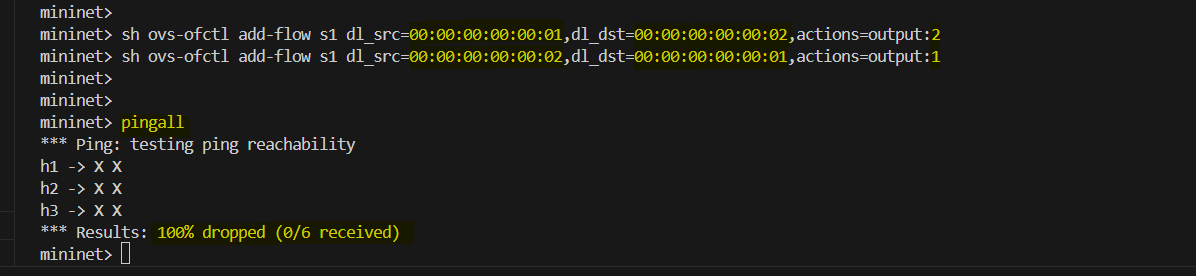 mininet>
mininet> sh ovs-ofctl add-flow s1 dl_src=00:00:00:00:00:01,dl_dst=00:00:00:00:00:02,actions=output:2
mininet> sh ovs-ofctl add-flow s1 dl_src=00:00:00:00:00:02,dl_dst=00:00:00:00:00:01,actions=output:1
mininet>
mininet>
mininet> pingall
*** Ping: testing ping reachability
h1 -> X X
h2 -> X X
h3 -> X X
*** Results: 100% dropped (0/6 received)
mininet>